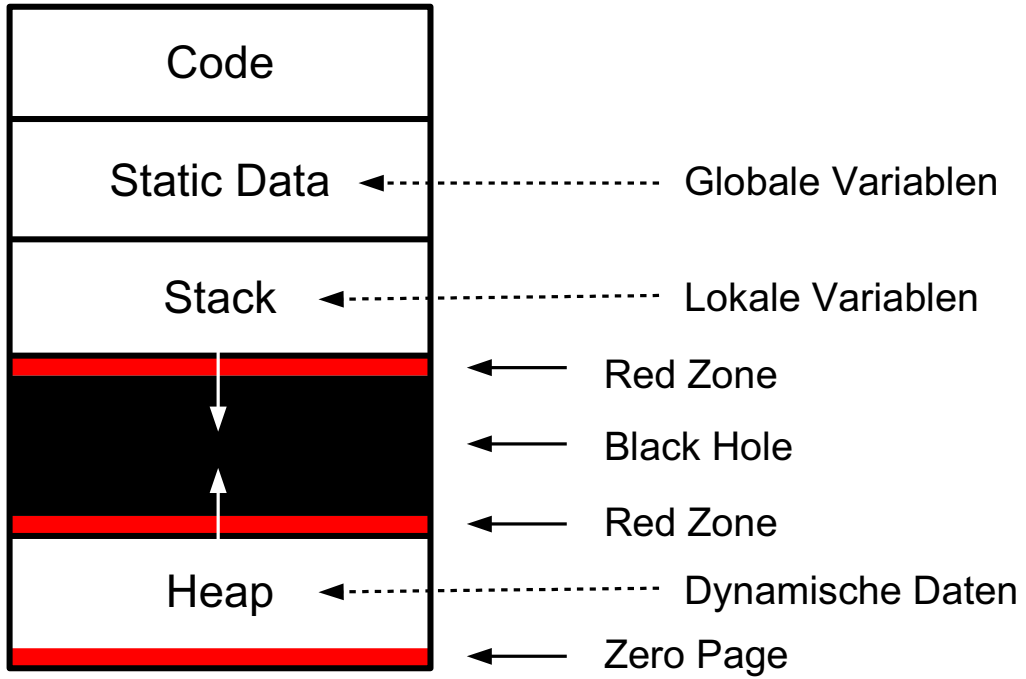 Code
Static Data
Globale Variablen
Stack
Lokale Variablen
Red Zone
Black Hole
Red Zone
Heap
Dynamische Daten
Zero Page